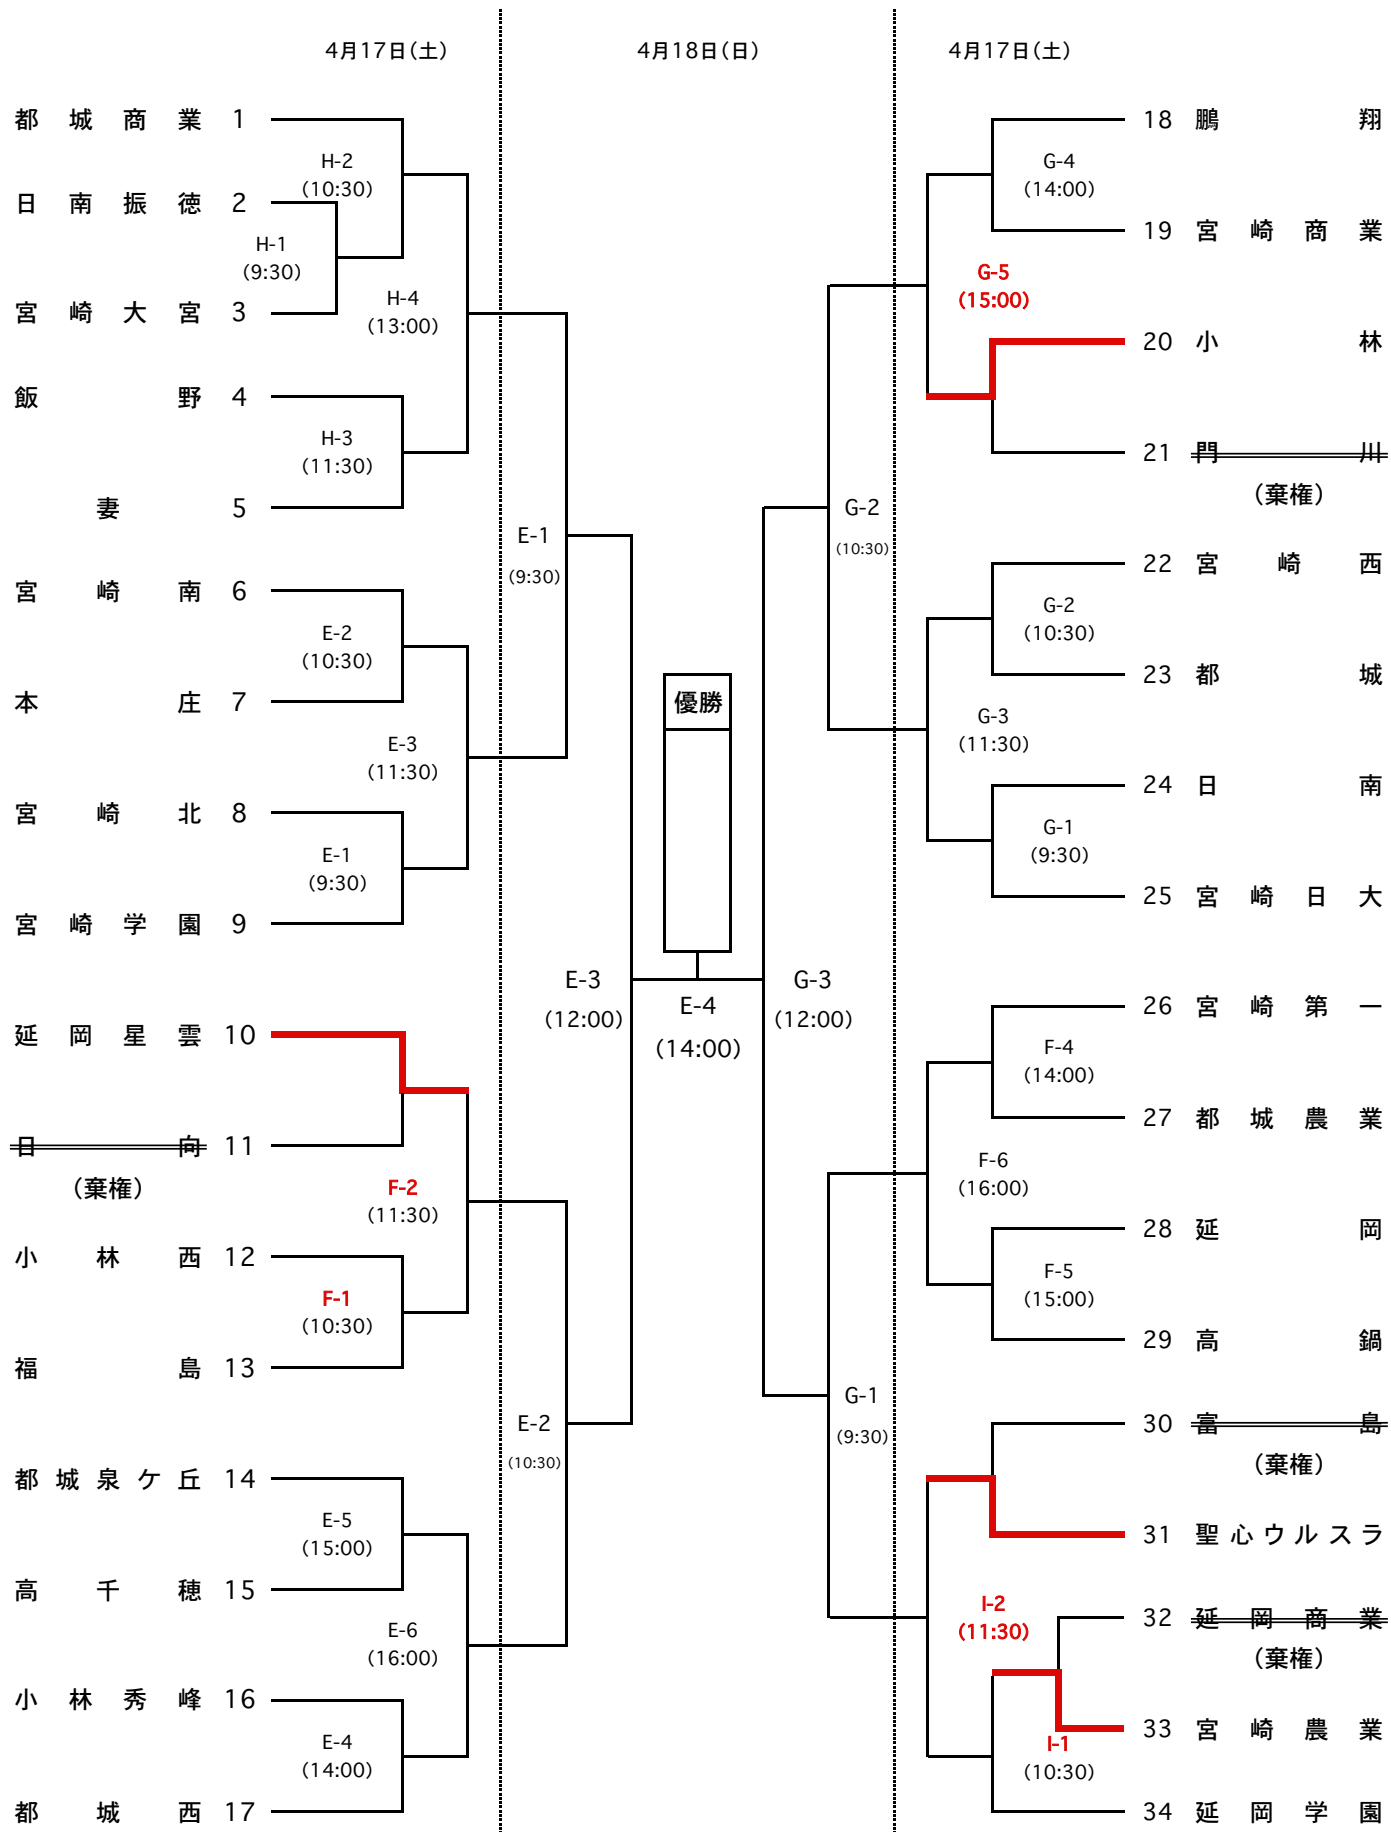 4月17日(土)
4月18日(日)
4月17日(土)
都城商業 1
H-2
(10:30)
日南振徳 2
H-1
(9:30)
宮崎大宮 3
H-4
(13:00)
飯野 4
H-3
(11:30)
妻 5
E-1
(9:30)
宮崎南 6
E-2
(10:30)
本庄 7
E-3
(11:30)
宮崎北 8
E-1
(9:30)
宮崎学園 9
延岡星雲 10
日向 11
(棄権)
F-2
(11:30)
小林西 12
F-1
(10:30)
福島 13
E-2
(10:30)
都城泉ケ丘 14
E-5
(15:00)
高千穂 15
E-6
(16:00)
小林秀峰 16
E-4
(14:00)
都城西 17
優勝
E-3
(12:00)
E-4
(14:00)
G-3
(12:00)
18 鵬翔
G-4
(14:00)
19 宮崎商業
G-5
(15:00)
20 小林
21 門川
(棄権)
G-2
(10:30)
22 宮崎西
G-2
(10:30)
23 都城
G-3
(11:30)
24 日南
G-1
(9:30)
25 宮崎日大
26 宮崎第一
F-4
(14:00)
27 都城農業
F-6
(16:00)
28 延岡
F-5
(15:00)
29 高鍋
G-1
(9:30)
30 富島
(棄権)
31 聖心ウルスラ
I-2
(11:30)
32 延岡商業
(棄権)
33 宮崎農業
I-1
(10:30)
34 延岡学園